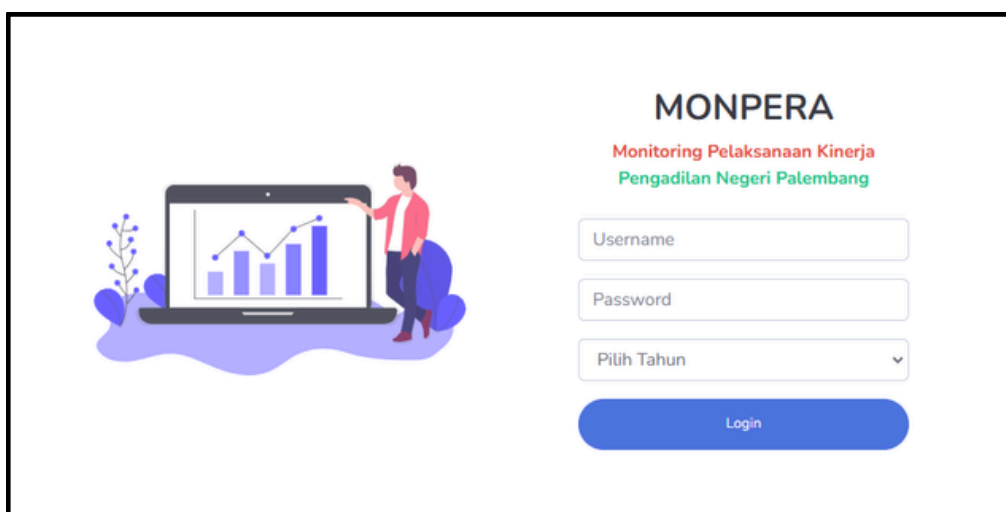 MONPERA
Monitoring Pelaksanaan Kinerja
Pengadilan Negeri Palembang
Username
Password
Pilih Tahun
Login